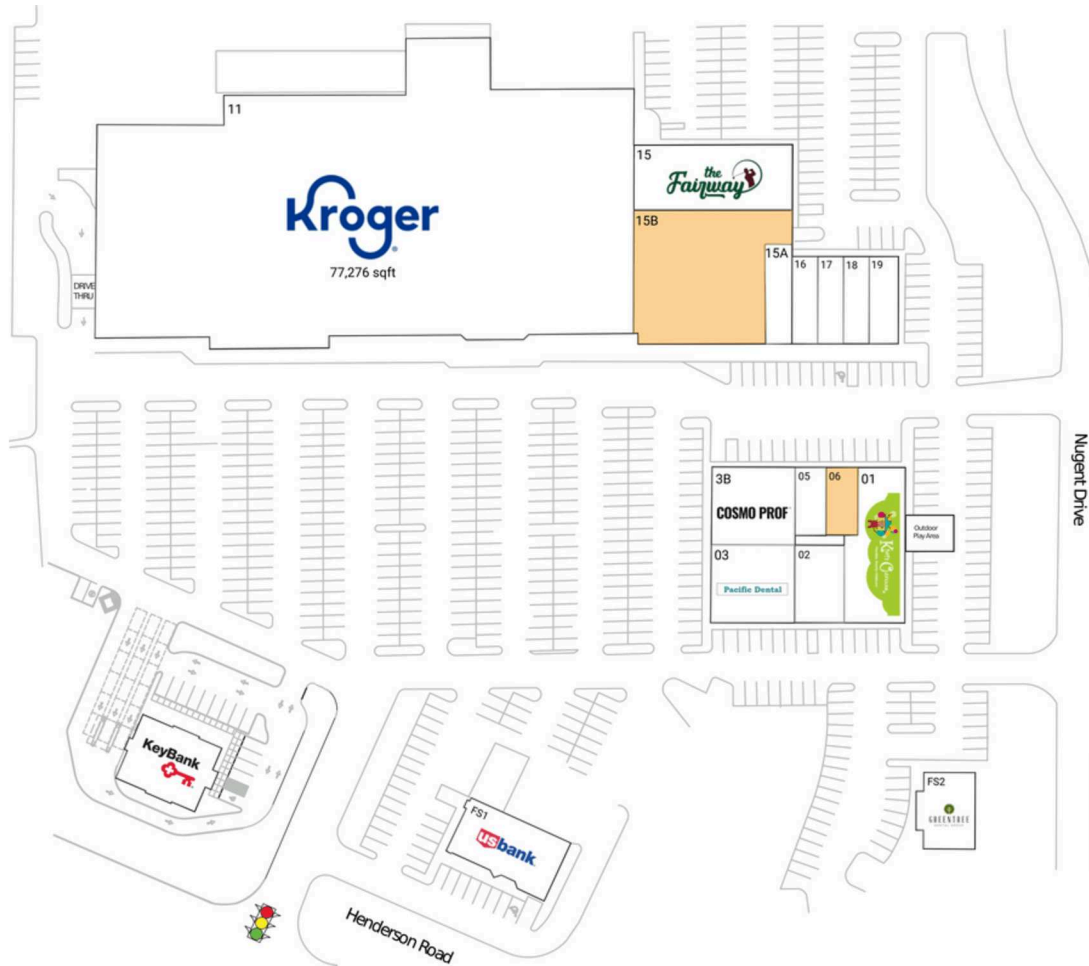 11
kroger
77,276 sqft
DRIVE
THRU
15
the
Fairway
15B
15A
16
17
18
19
3B
COSMO PROF
05
06
01
Outdoor
Play Area
03
Pacific Dental
02
Nugent Drive
KeyBank
FS1
usbank
FS2
GREENTREE
Henderson Road